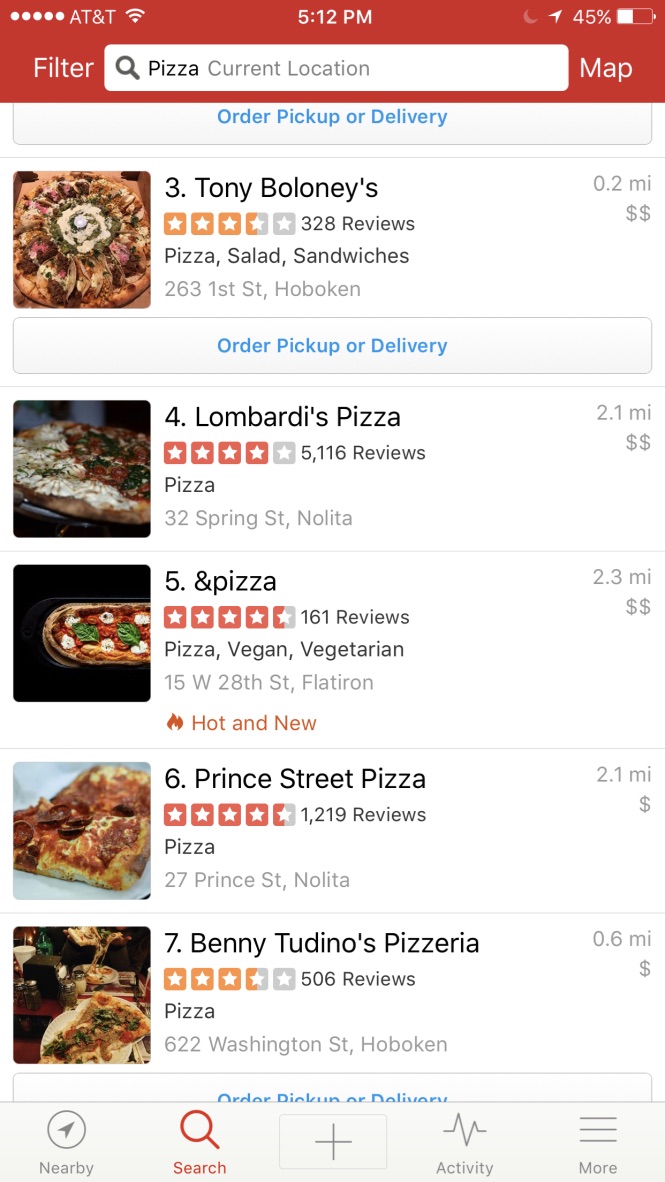 AT&T 5:12 PM 45%
Filter Pizza Current Location Map
Order Pickup or Delivery
3. Tony Boloney's 0.2 mi
328 Reviews $$
Pizza, Salad, Sandwiches
263 1st St, Hoboken
Order Pickup or Delivery
4. Lombardi's Pizza 2.1 mi
5,116 Reviews $$
Pizza
32 Spring St, Nolita
5. &pizza 2.3 mi
161 Reviews $$
Pizza, Vegan, Vegetarian
15 W 28th St, Flatiron
Hot and New
6. Prince Street Pizza 2.1 mi
1,219 Reviews $
Pizza
27 Prince St, Nolita
7. Benny Tudino's Pizzeria 0.6 mi
506 Reviews $
Pizza
622 Washington St, Hoboken
Order Pickup or Delivery
Nearby Search Activity More